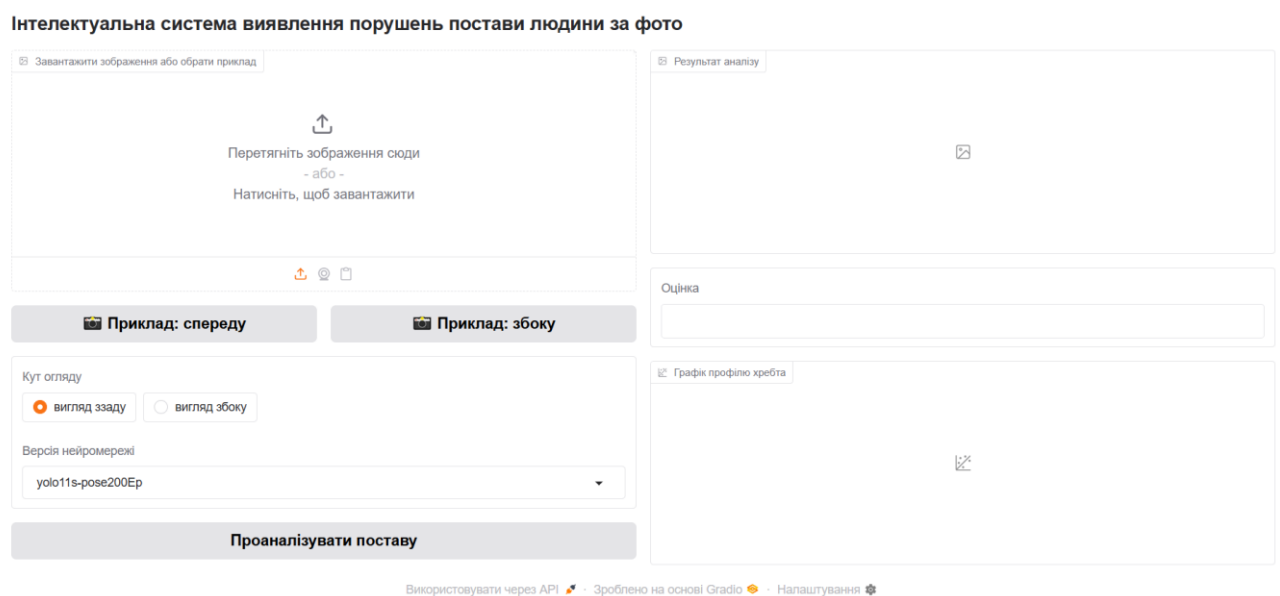 Інтелектуальна система виявлення порушень постави людини за фото
Завантажити зображення або обрати приклад
Перетягніть зображення сюди
- або -
Натисніть, щоб завантажити
Приклад: спереду
Приклад: збоку
Кут огляду
вигляд ззаду
вигляд збоку
Версія нейромережі
yolo11s-pose200Ep
Проаналізувати поставу
Результат аналізу
Оцінка
Графік профілю хребта
Використовувати через API · Зроблено на основі Gradio · Налаштування